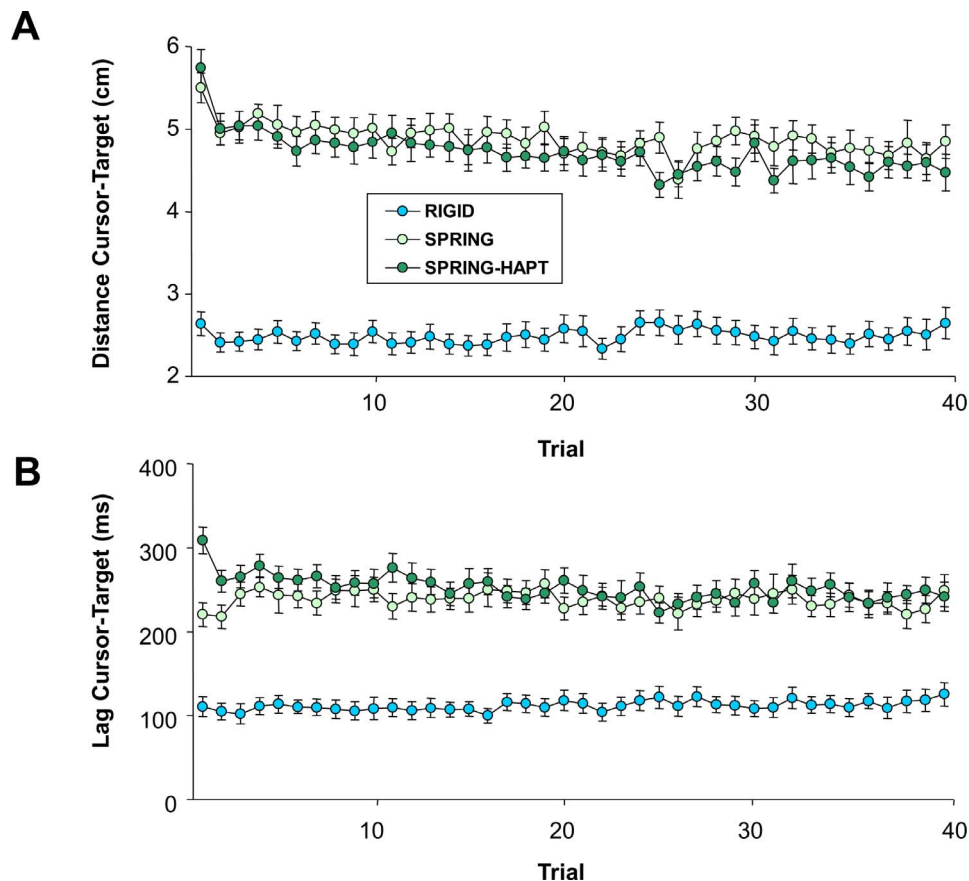 A
Distance Cursor-Target (cm)
6
5
4
3
2
RIGID
SPRING
SPRING-HAPT
10
20
30
40
Trial
B
Lag Cursor-Target (ms)
400
300
200
100
0
10
20
30
40
Trial